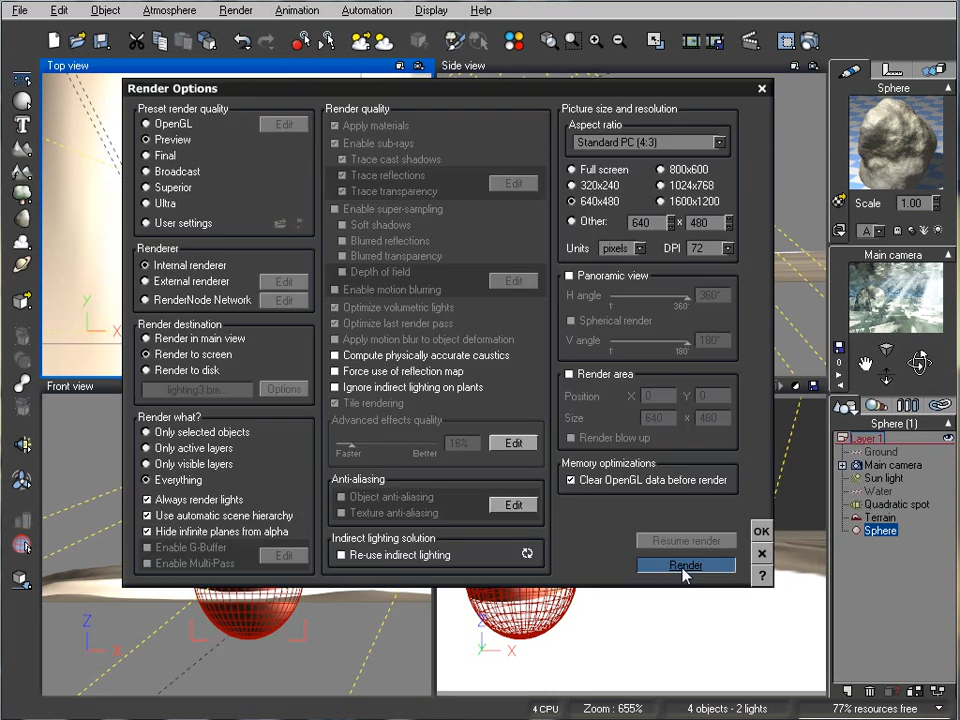 File Edit Object Atmosphere Render Animation Automation Display Help
Top view
Side view
Render Options
Preset render quality
OpenGL Edit
Preview
Final
Broadcast
Superior
Ultra
User settings
Renderer
Internal renderer
External renderer Edit
RenderNode Network Edit
Render destination
Render in main view
Render to screen
Render to disk
lighting3.bm... Options
Render what?
Only selected objects
Only active layers
Only visible layers
Everything
Always render lights
Use automatic scene hierarchy
Hide infinite planes from alpha
Enable G-Buffer
Enable Multi-Pass Edit
Render quality
Apply materials
Enable sub-rays
Trace cast shadows
Trace reflections
Trace transparency
Edit
Enable super-sampling
Soft shadows
Blurred reflections
Blurred transparency
Depth of field
Enable motion blurring Edit
Optimize volumetric lights
Optimize last render pass
Apply motion blur to object deformation
Compute physically accurate caustics
Force use of reflection map
Ignore indirect lighting on plants
Tile rendering
Advanced effects quality
16% Edit
Faster Better
Anti-aliasing
Object anti-aliasing
Texture anti-aliasing
Edit
Indirect lighting solution
Re-use indirect lighting
Picture size and resolution
Aspect ratio
Standard PC (4:3)
Full screen 800x600
320x240 1024x768
640x480 1600x1200
Other: 640 x 480
Units pixels DPI 72
Panoramic view
H angle 360°
1 360
Spherical render
V angle 180°
1 180
Render area
Position X 0 Y 0
Size 640 x 480
Render blow up
Memory optimizations
Clear OpenGL data before render
Resume render
Render
OK
?
Front view
Y
X
Z
X
Z
Y
X
Sphere
Scale 1.00
A
Main camera
0
Sphere (1)
Layer 1
Ground
Main camera
Sun light
Water
Quadratic spot
Terrain
Sphere
4 CPU Zoom : 655% 4 objects - 2 lights 77% resources free